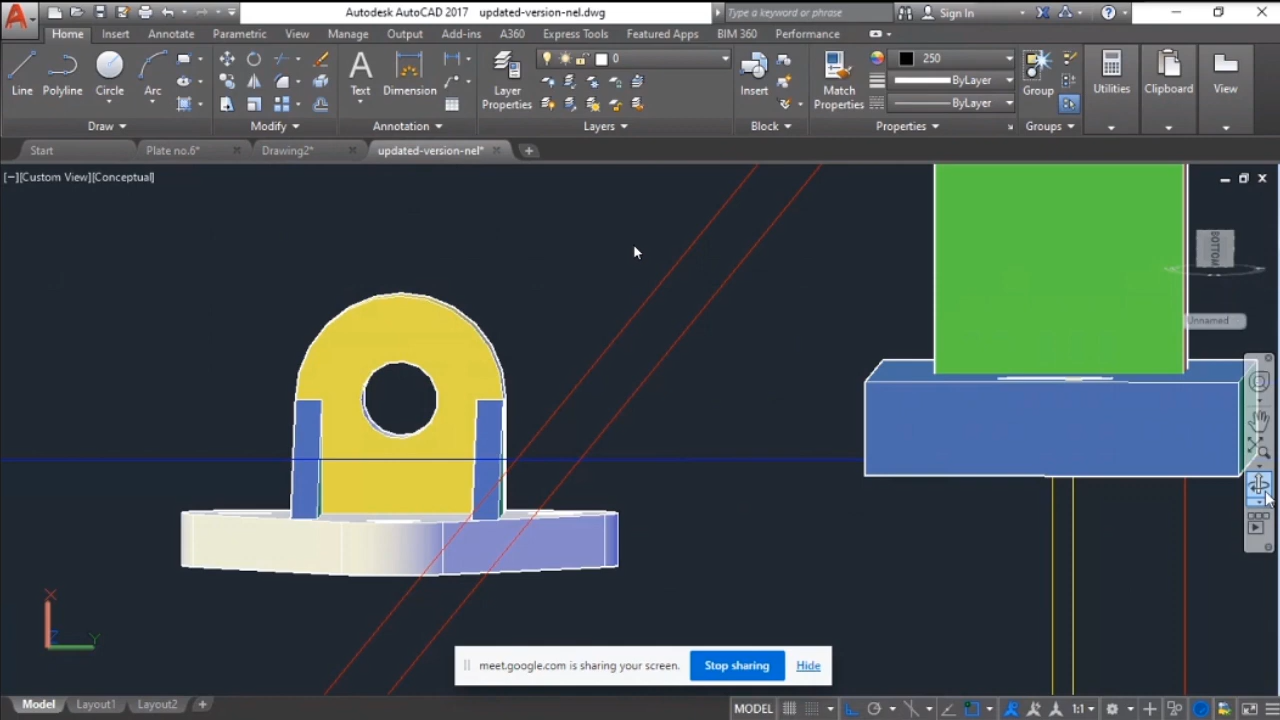 Autodesk AutoCAD 2017 updated-version-nel.dwg
Type a keyword or phrase
Sign In
Home Insert Annotate Parametric View Manage Output Add-ins A360 Express Tools Featured Apps BIM 360 Performance
Line Polyline Circle Arc
Text Dimension
Layer Properties
0
Insert
Match Properties
250
ByLayer
ByLayer
Group
Utilities
Clipboard
View
Draw Modify Annotation Layers Block Properties Groups
Start Plate no.6* Drawing2* updated-version-nel*
[−][Custom View][Conceptual]
BOTTOM
Unnamed
X
Z
Y
meet.google.com is sharing your screen. Stop sharing Hide
Model Layout1 Layout2
MODEL
1:1